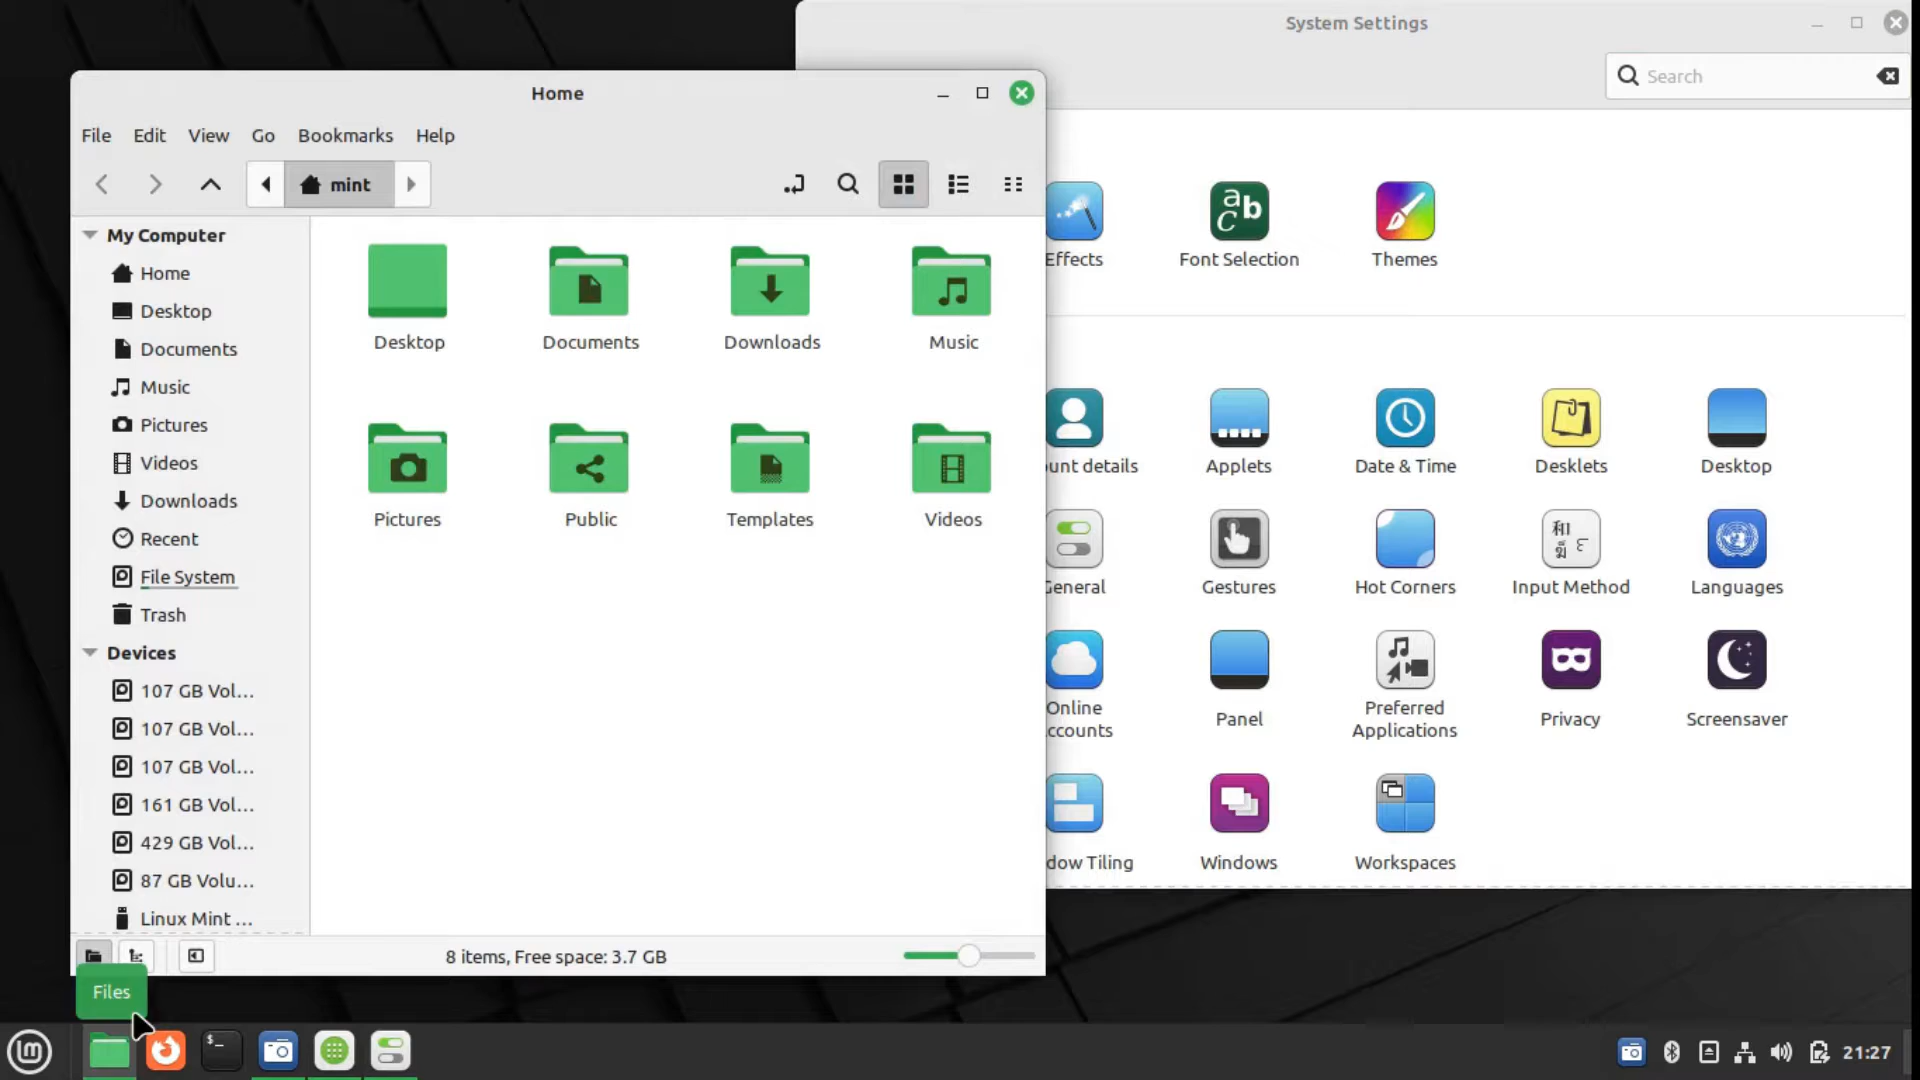 System Settings
Search
Home
File Edit View Go Bookmarks Help
mint
My Computer
Home
Desktop
Documents
Music
Pictures
Videos
Downloads
Recent
File System
Trash
Devices
107 GB Vol...
107 GB Vol...
107 GB Vol...
161 GB Vol...
429 GB Vol...
87 GB Volu...
Linux Mint ...
Desktop Documents Downloads Music
Pictures Public Templates Videos
8 items, Free space: 3.7 GB
Effects Font Selection Themes
unt details Applets Date & Time Desklets Desktop
General Gestures Hot Corners Input Method Languages
Online
ccounts Panel Preferred
Applications Privacy Screensaver
dow Tiling Windows Workspaces
Files
21:27